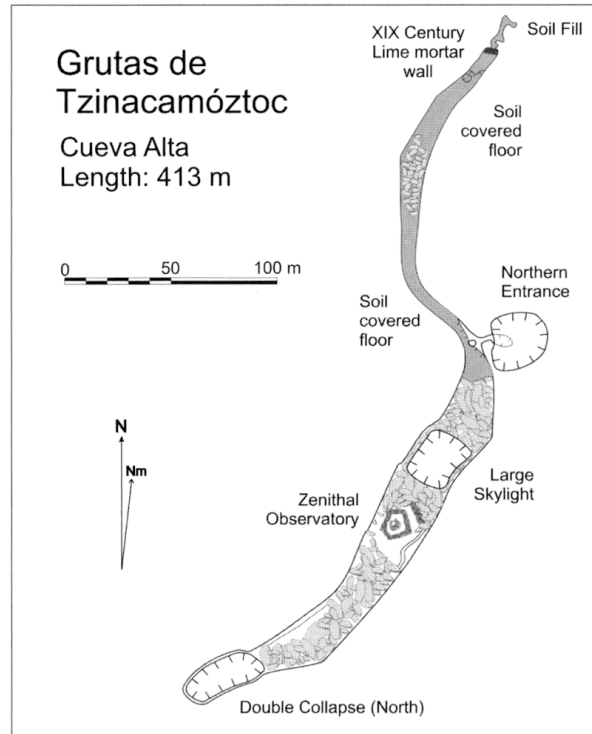 Grutas de
Tzinacamóztoc
Cueva Alta
Length: 413 m
0 50 100 m
XIX Century
Lime mortar
wall
Soil Fill
Soil
covered
floor
Northern
Entrance
Soil
covered
floor
N
Nm
Large
Skylight
Zenithal
Observatory
Double Collapse (North)